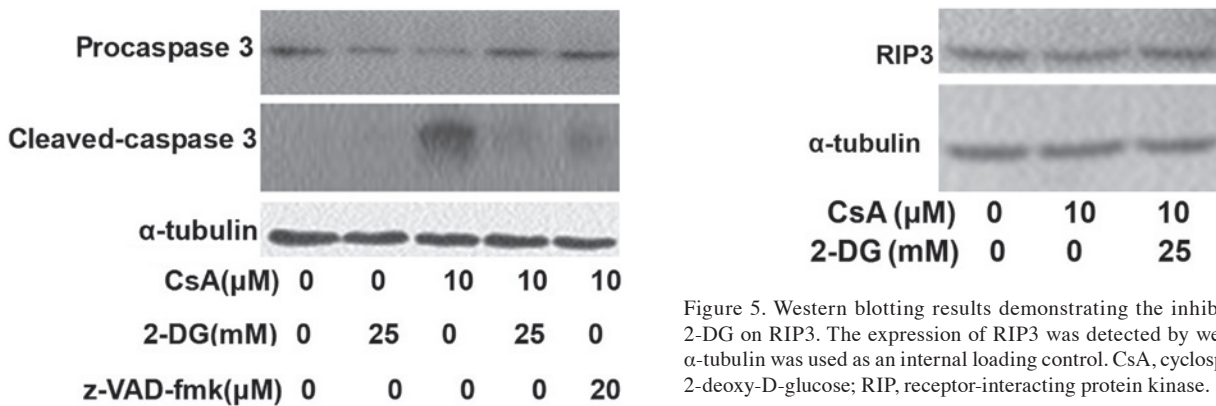 Procaspase 3
Cleaved-caspase 3
α-tubulin
CsA(μM) 0 0 10 10 10
2-DG(mM) 0 25 0 25 0
z-VAD-fmk(μM) 0 0 0 0 20
RIP3
α-tubulin
CsA (μM) 0 10 10
2-DG (mM) 0 0 25
Figure 5. Western blotting results demonstrating the inhib
2-DG on RIP3. The expression of RIP3 was detected by we
α-tubulin was used as an internal loading control. CsA, cyclosp
2-deoxy-D-glucose; RIP, receptor-interacting protein kinase.